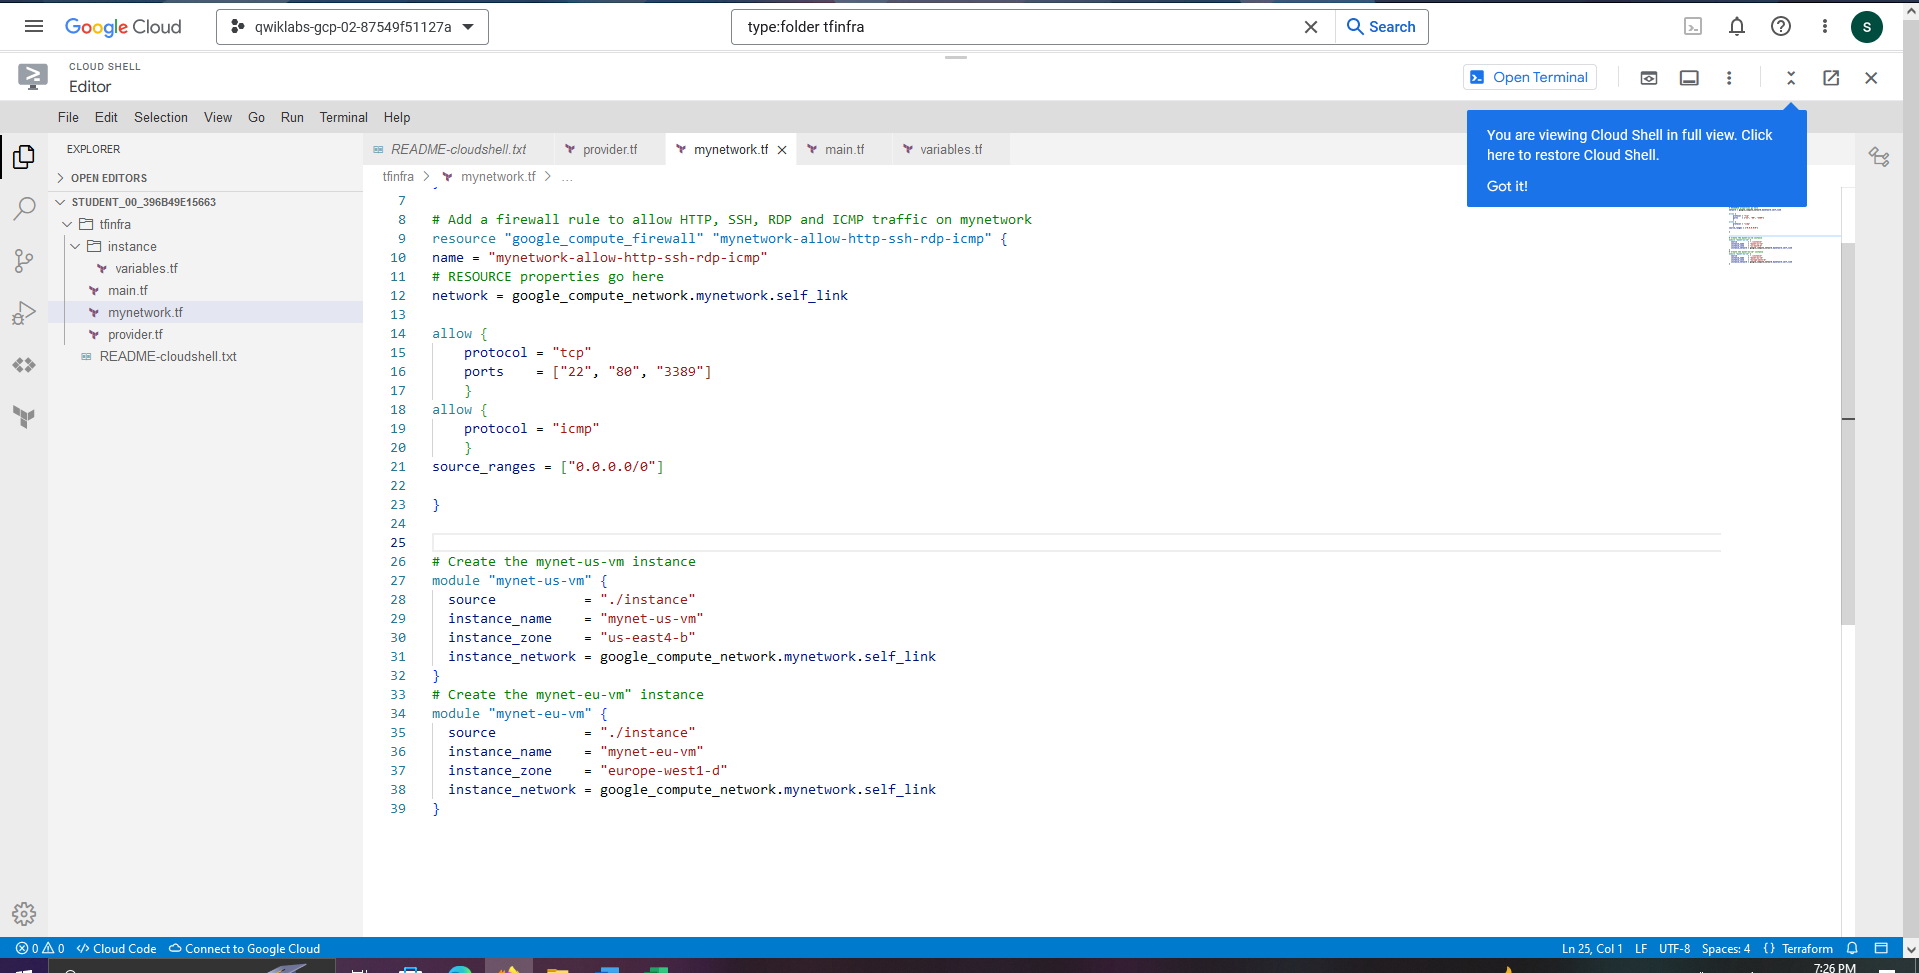 Google Cloud
qwiklabs-gcp-02-87549f51127a
type:folder tfinfra
Search
S
CLOUD SHELL
Editor
Open Terminal
File Edit Selection View Go Run Terminal Help
You are viewing Cloud Shell in full view. Click
here to restore Cloud Shell.
Got it!
EXPLORER
OPEN EDITORS
STUDENT_00_396B49E15663
tfinfra
instance
variables.tf
main.tf
mynetwork.tf
provider.tf
README-cloudshell.txt
README-cloudshell.txt provider.tf mynetwork.tf main.tf variables.tf
tfinfra > mynetwork.tf > ...
7
8 # Add a firewall rule to allow HTTP, SSH, RDP and ICMP traffic on mynetwork
9 resource "google_compute_firewall" "mynetwork-allow-http-ssh-rdp-icmp" {
10 name = "mynetwork-allow-http-ssh-rdp-icmp"
11 # RESOURCE properties go here
12 network = google_compute_network.mynetwork.self_link
13
14 allow {
15 protocol = "tcp"
16 ports = ["22", "80", "3389"]
17 }
18 allow {
19 protocol = "icmp"
20 }
21 source_ranges = ["0.0.0.0/0"]
22
23 }
24
25
26 # Create the mynet-us-vm instance
27 module "mynet-us-vm" {
28 source = "./instance"
29 instance_name = "mynet-us-vm"
30 instance_zone = "us-east4-b"
31 instance_network = google_compute_network.mynetwork.self_link
32 }
33 # Create the mynet-eu-vm" instance
34 module "mynet-eu-vm" {
35 source = "./instance"
36 instance_name = "mynet-eu-vm"
37 instance_zone = "europe-west1-d"
38 instance_network = google_compute_network.mynetwork.self_link
39 }
0 0 Cloud Code Connect to Google Cloud
Ln 25, Col 1 LF UTF-8 Spaces: 4 {} Terraform
7:26 PM